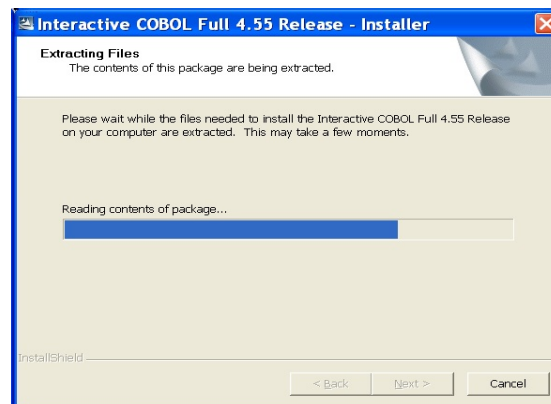 Interactive COBOL Full 4.55 Release - Installer
Extracting Files
The contents of this package are being extracted.
Please wait while the files needed to install the Interactive COBOL Full 4.55 Release
on your computer are extracted.  This may take a few moments.
Reading contents of package...
InstallShield
< Back Next > Cancel